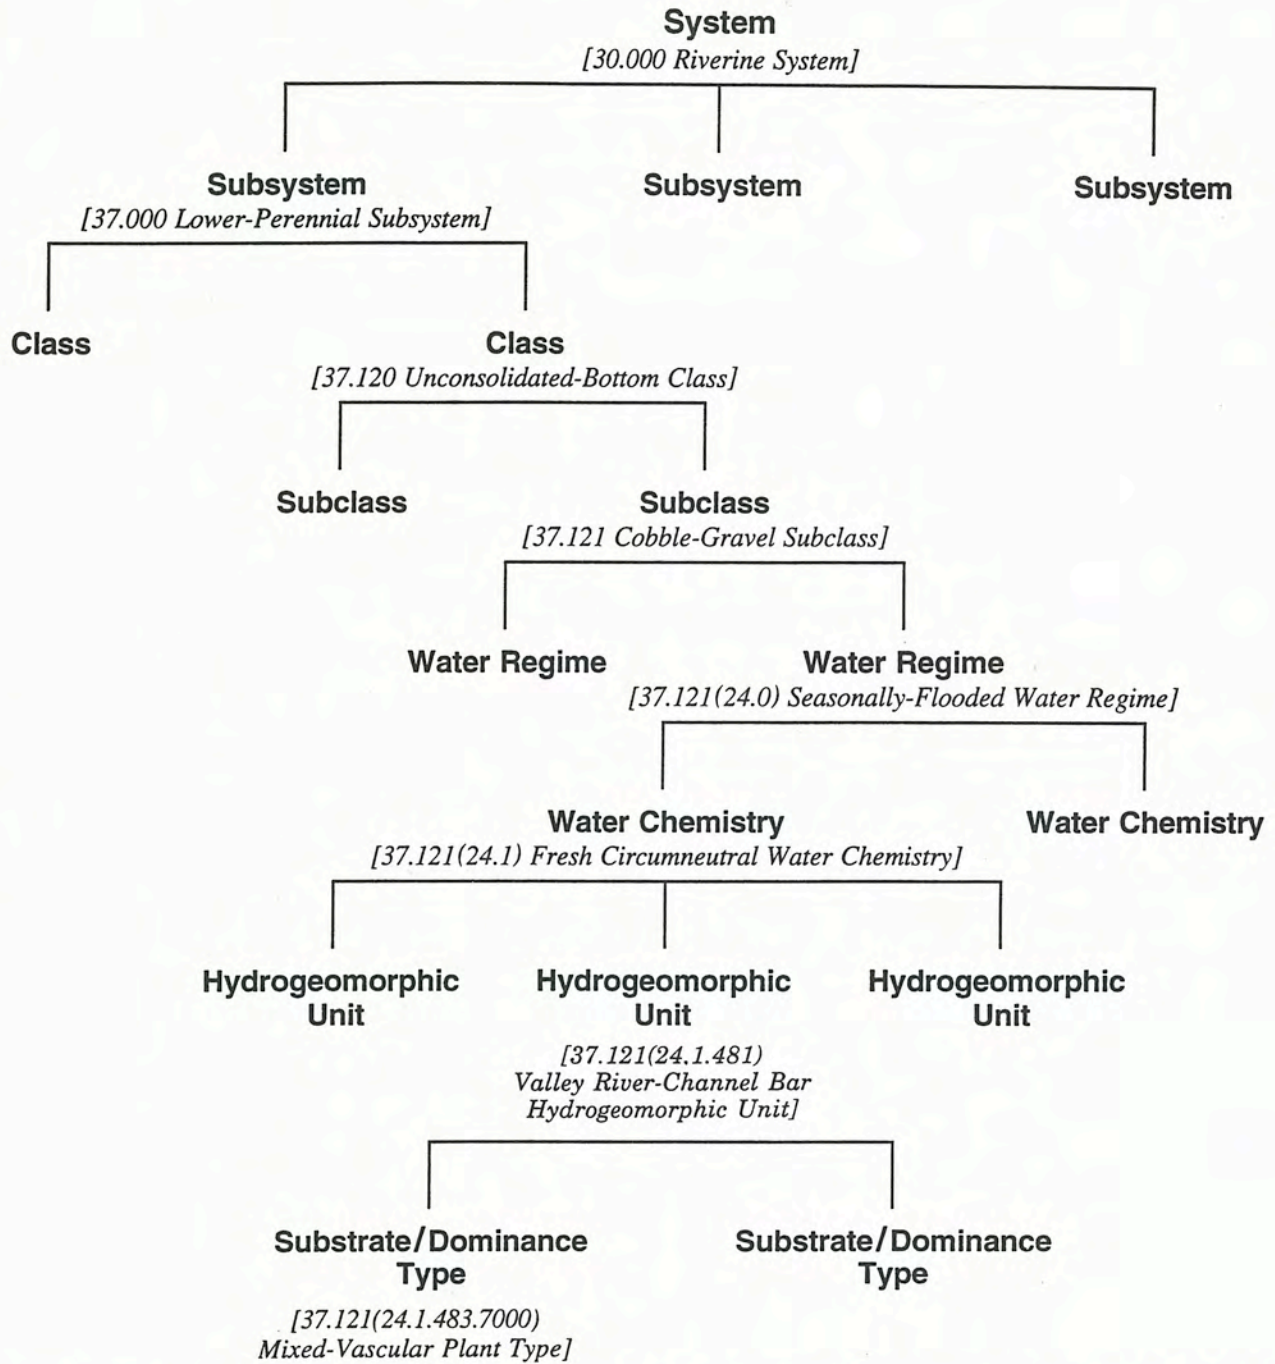 System
[30.000 Riverine System]
Subsystem
Subsystem
Subsystem
[37.000 Lower-Perennial Subsystem]
Class
Class
[37.120 Unconsolidated-Bottom Class]
Subclass
Subclass
[37.121 Cobble-Gravel Subclass]
Water Regime
Water Regime
[37.121(24.0) Seasonally-Flooded Water Regime]
Water Chemistry
Water Chemistry
[37.121(24.1) Fresh Circumneutral Water Chemistry]
Hydrogeomorphic
Unit
Hydrogeomorphic
Unit
Hydrogeomorphic
Unit
[37.121(24.1.481)
Valley River-Channel Bar
Hydrogeomorphic Unit]
Substrate/Dominance
Type
Substrate/Dominance
Type
[37.121(24.1.483.7000)
Mixed-Vascular Plant Type]